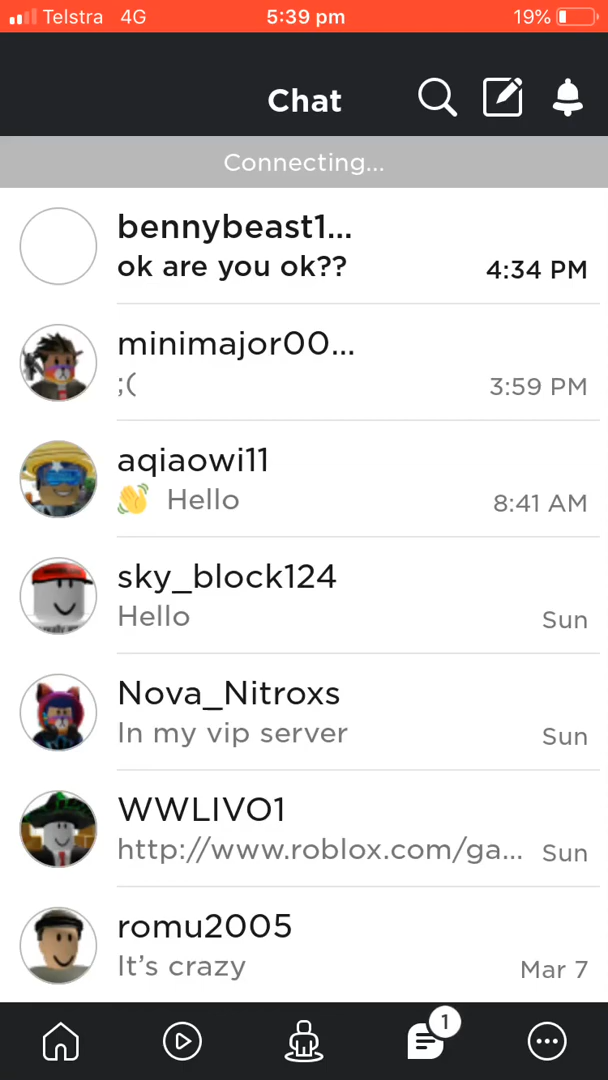 Telstra 4G 5:39 pm 19%
Chat
Connecting...
bennybeast1...
ok are you ok?? 4:34 PM
minimajor00...
;( 3:59 PM
aqiaowi11
👋 Hello 8:41 AM
sky_block124
Hello Sun
Nova_Nitroxs
In my vip server Sun
WWLIVO1
http://www.roblox.com/ga... Sun
romu2005
It's crazy Mar 7
1